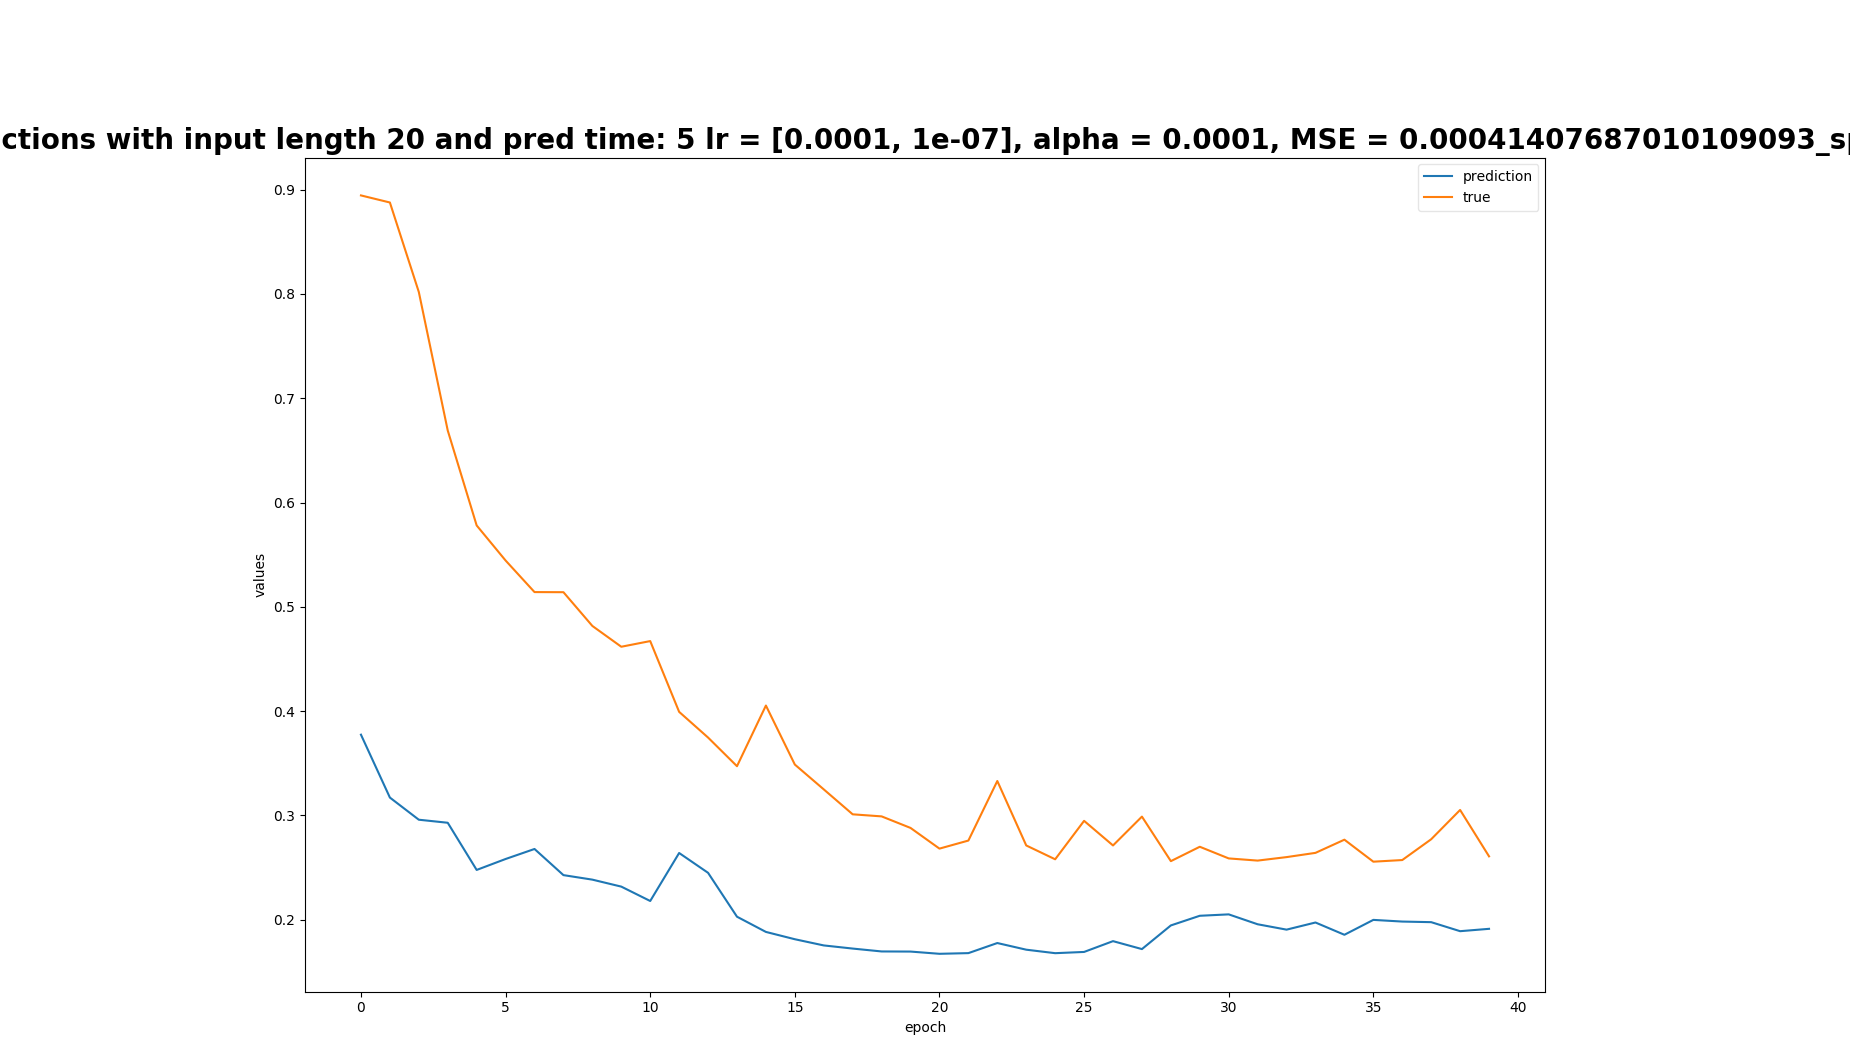 ctions with input length 20 and pred time: 5 lr = [0.0001, 1e-07], alpha = 0.0001, MSE = 0.00041407687010109093_sp
prediction
true
0.9
0.8
0.7
0.6
0.5
0.4
0.3
0.2
values
0 5 10 15 20 25 30 35 40
epoch